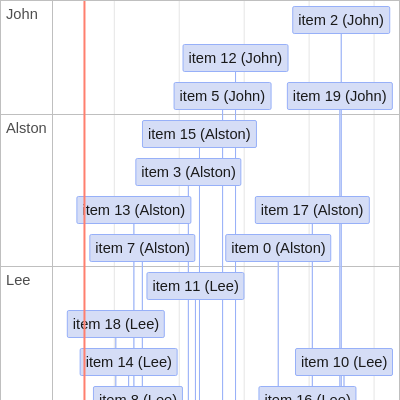 John
item 2 (John)
item 12 (John)
item 5 (John)
item 19 (John)
Alston
item 15 (Alston)
item 3 (Alston)
item 13 (Alston)
item 17 (Alston)
item 7 (Alston)
item 0 (Alston)
Lee
item 11 (Lee)
item 18 (Lee)
item 14 (Lee)
item 10 (Lee)
item 8 (Lee)
item 16 (Lee)